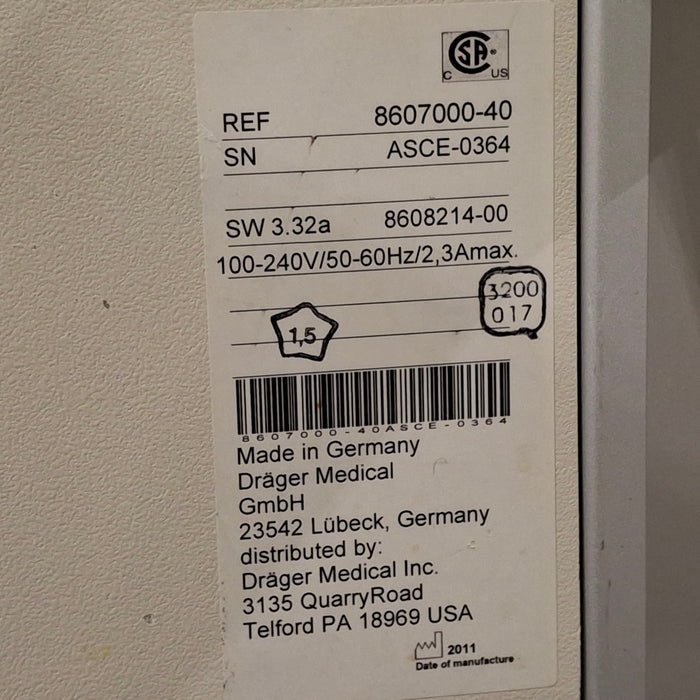 CSA®
C US
REF 8607000-40
SN ASCE-0364
SW 3.32a 8608214-00
100-240V/50-60Hz/2,3Amax.
3200
017
1,5
8607000-40ASCE-0364
Made in Germany
Dräger Medical
GmbH
23542 Lübeck, Germany
distributed by:
Dräger Medical Inc.
3135 QuarryRoad
Telford PA 18969 USA
2011
Date of manufacture